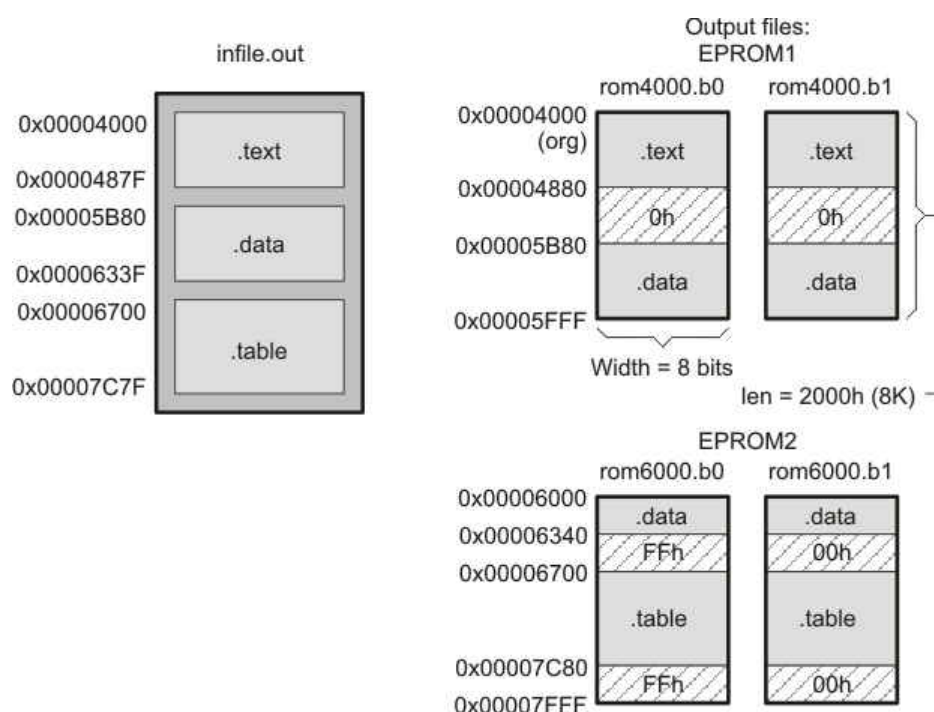 infile.out
0x00004000
.text
0x0000487F
0x00005B80
.data
0x0000633F
0x00006700
.table
0x00007C7F
Output files:
EPROM1
rom4000.b0 rom4000.b1
0x00004000
(org)
.text .text
0x00004880
0h 0h
0x00005B80
.data .data
0x00005FFF
Width = 8 bits
len = 2000h (8K)
EPROM2
rom6000.b0 rom6000.b1
0x00006000
.data .data
0x00006340
FFh 00h
0x00006700
.table .table
0x00007C80
FFh 00h
0x00007FFF